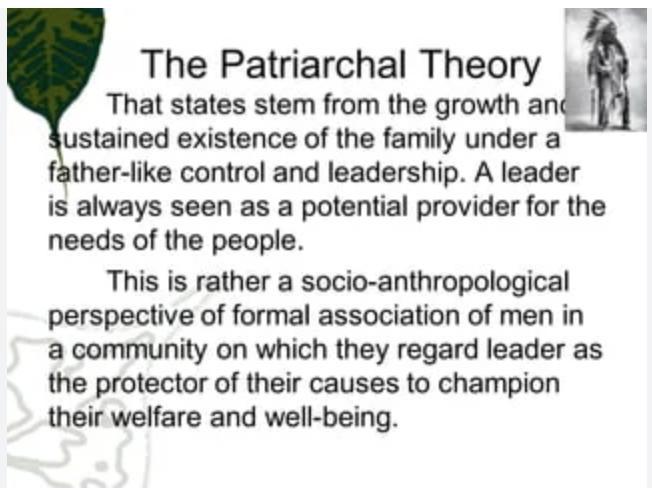 The Patriarchal Theory
That states stem from the growth and
sustained existence of the family under a
father-like control and leadership. A leader
is always seen as a potential provider for the
needs of the people.
This is rather a socio-anthropological
perspective of formal association of men in
a community on which they regard leader as
the protector of their causes to champion
their welfare and well-being.